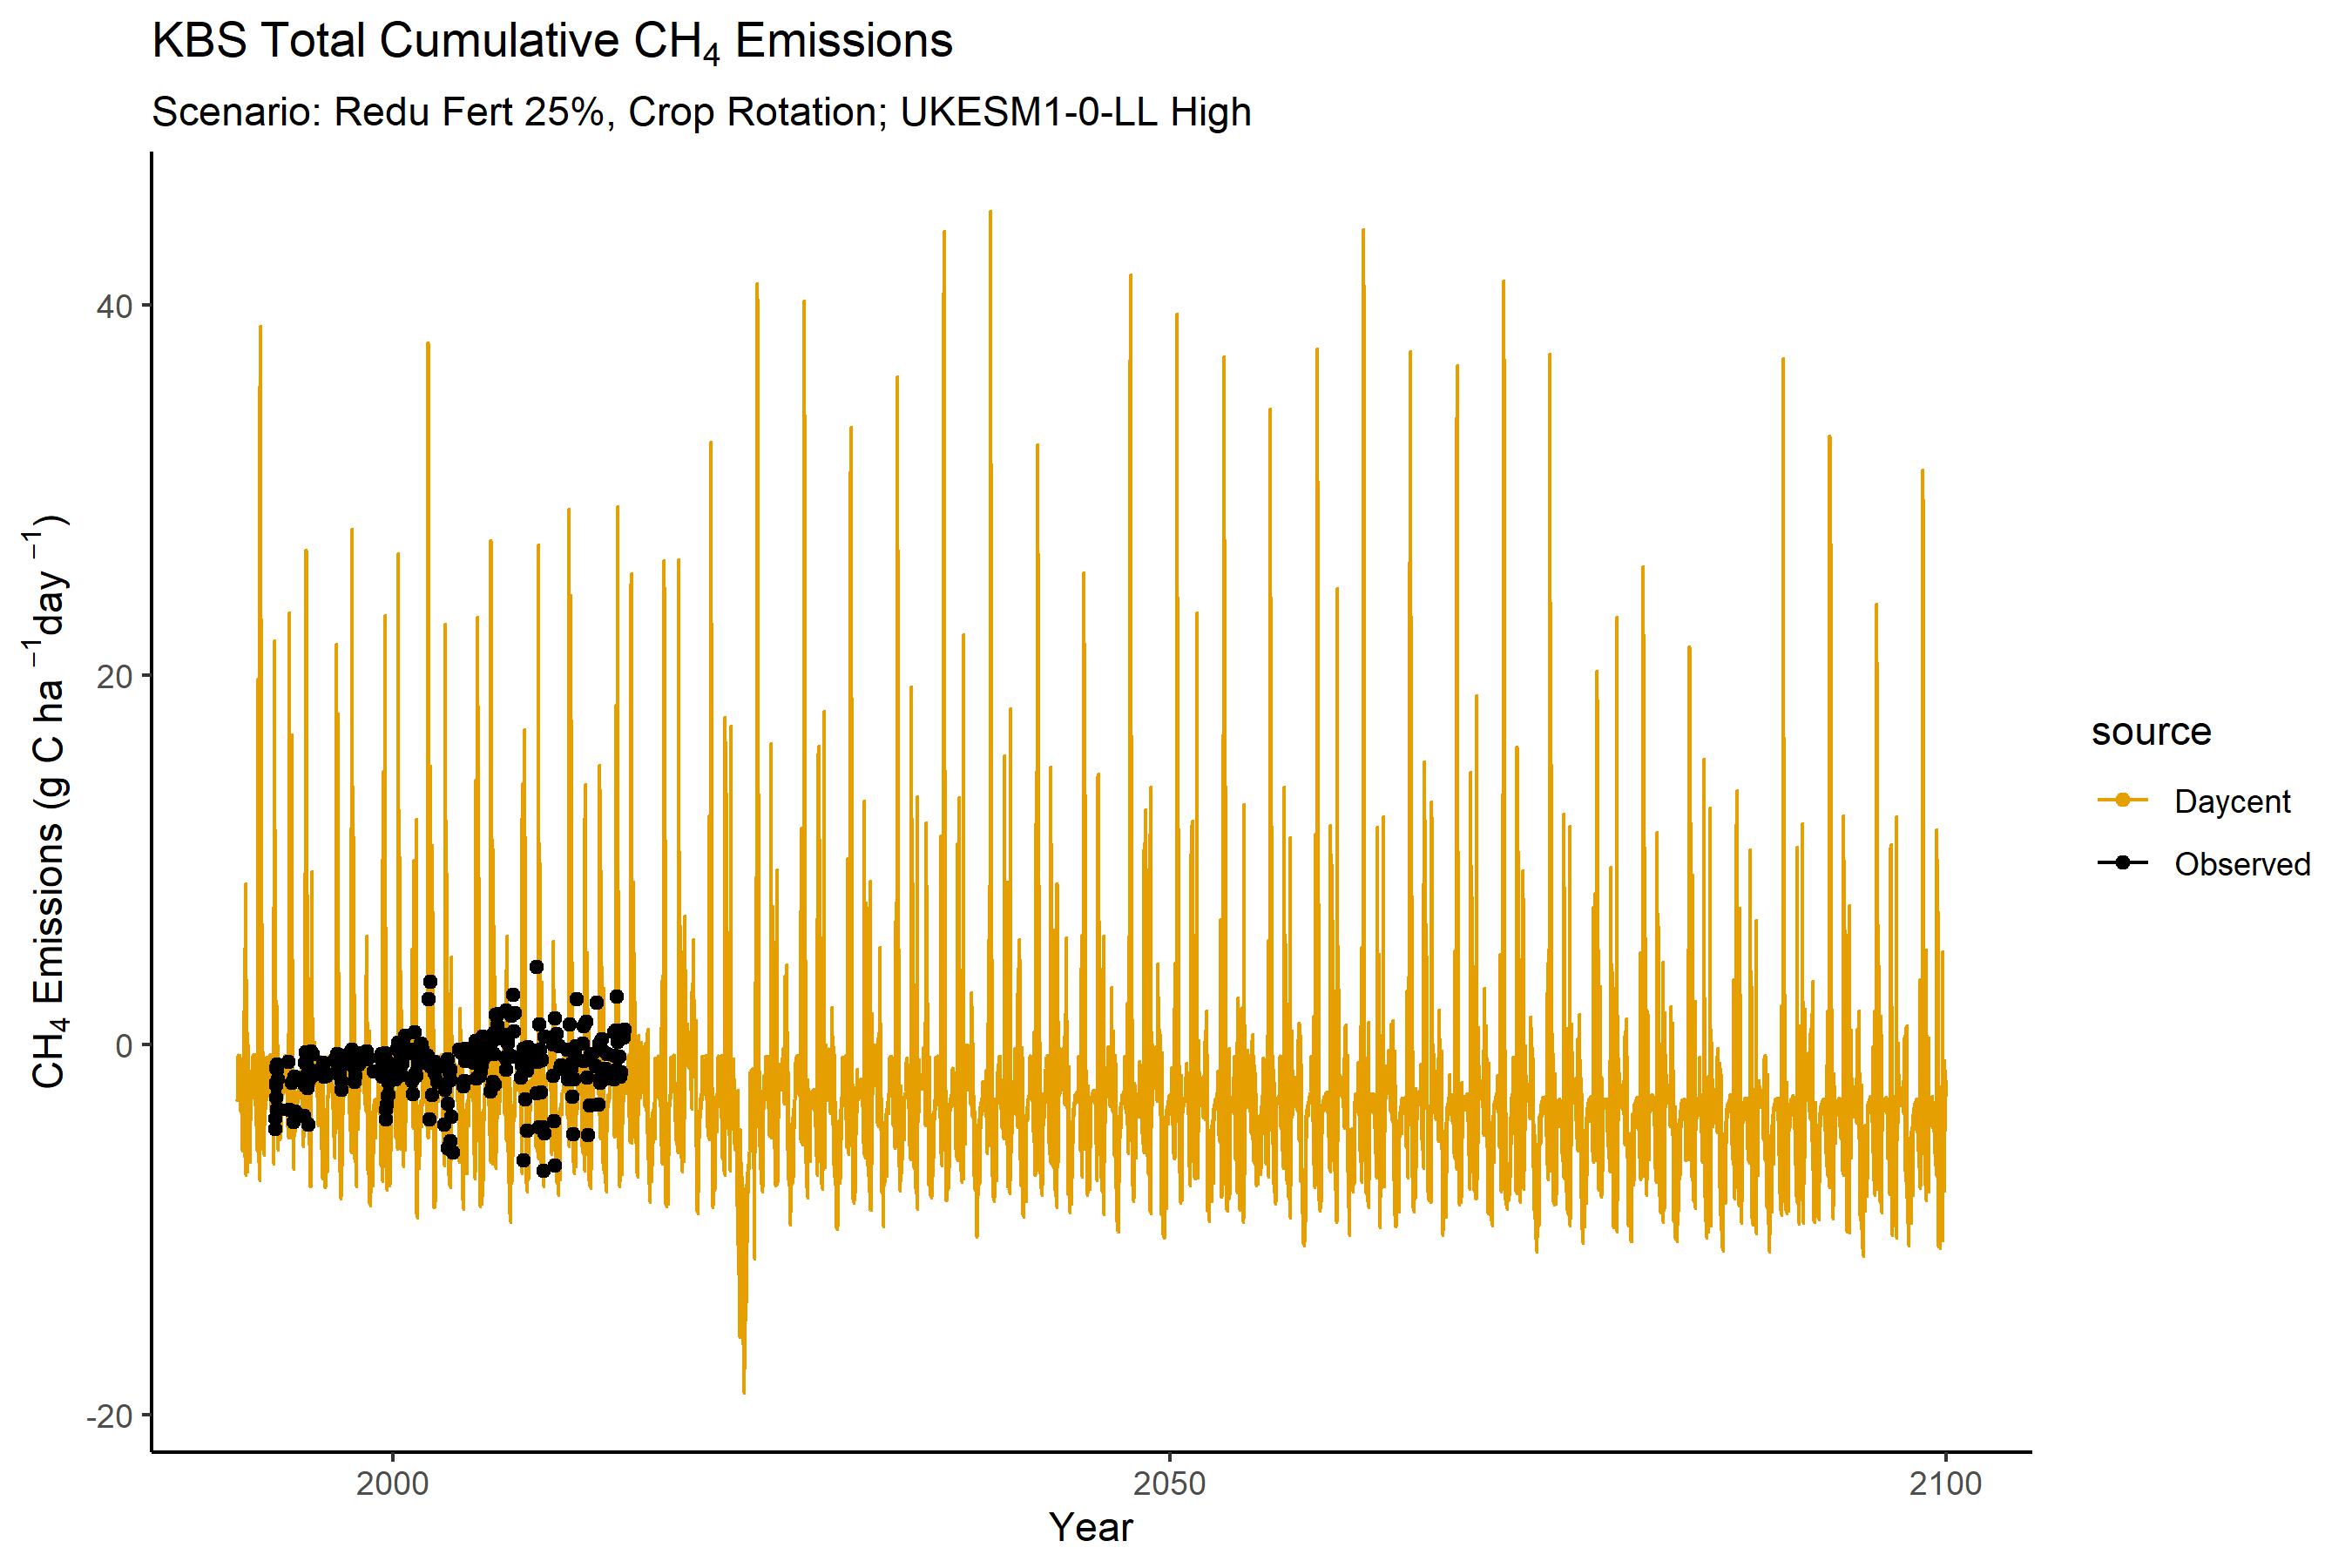 KBS Total Cumulative CH₄ Emissions
Scenario: Redu Fert 25%, Crop Rotation; UKESM1-0-LL High
CH₄ Emissions (g C ha ⁻¹day ⁻¹)
40
20
0
-20
2000
2050
2100
Year
source
Daycent
Observed